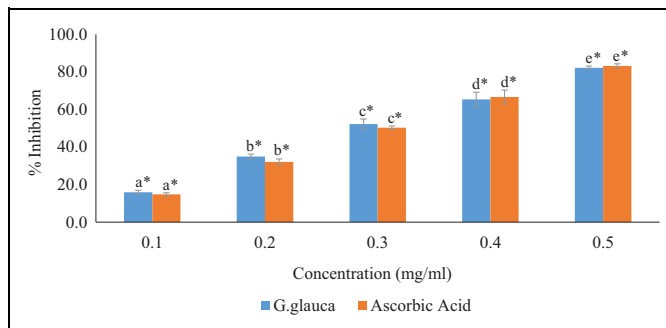 100.0
80.0
60.0
40.0
20.0
0.0
% Inhibition
a* a*
b* b*
c* c*
d* d*
e* e*
0.1 0.2 0.3 0.4 0.5
Concentration (mg/ml)
G.glauca Ascorbic Acid